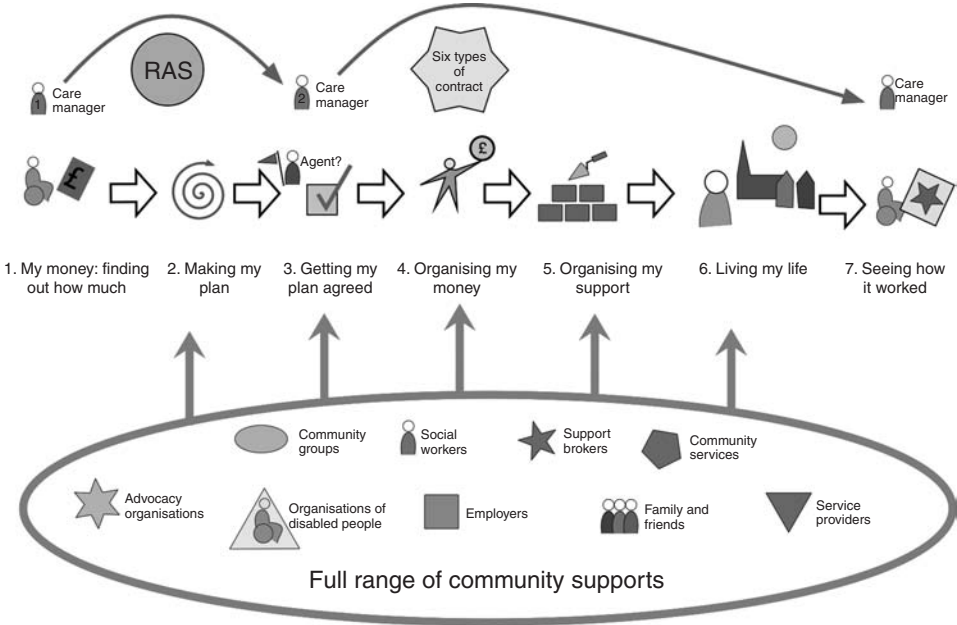 RAS
Six types
of
contract
1
Care
manager
2
Care
manager
Care
manager
£
Agent?
£
1. My money: finding
out how much
2. Making my
plan
3. Getting my
plan agreed
4. Organising my
money
5. Organising my
support
6. Living my life
7. Seeing how
it worked
Community
groups
Social
workers
Support
brokers
Community
services
Advocacy
organisations
Organisations of
disabled people
Employers
Family and
friends
Service
providers
Full range of community supports